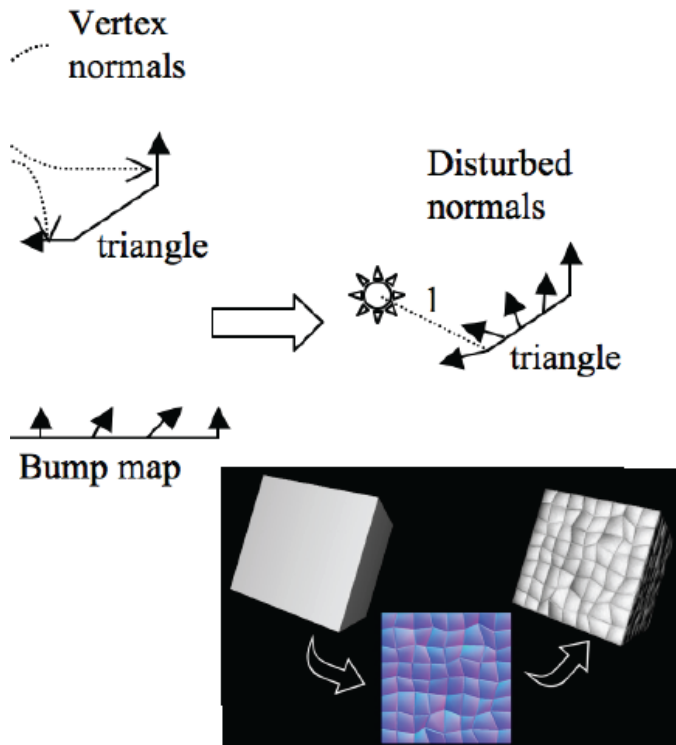 Vertex
normals
triangle
Disturbed
normals
l
triangle
Bump map